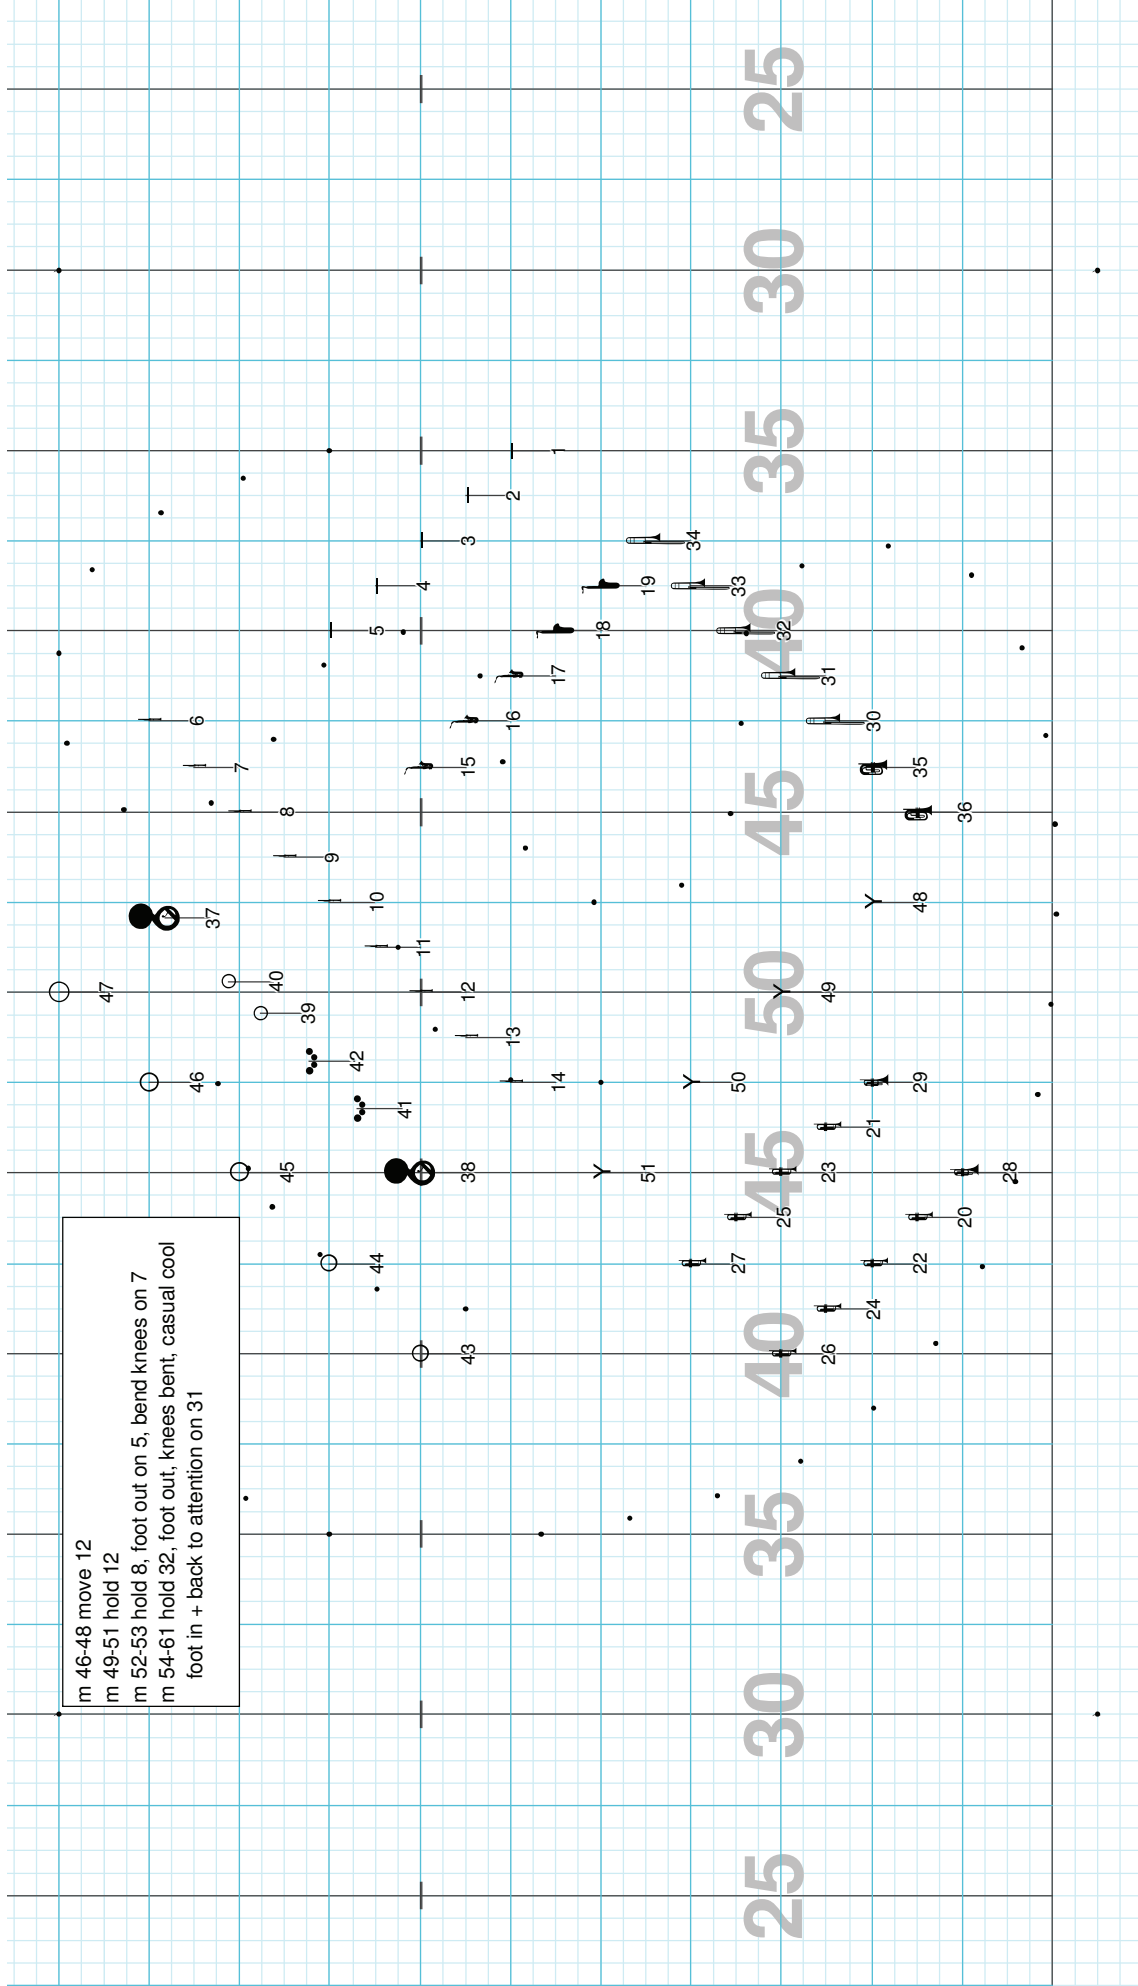 m 46-48 move 12
m 49-51 hold 12
m 52-53 hold 8, foot out on 5, bend knees on 7
m 54-61 hold 32, foot out, knees bent, casual cool
foot in + back to attention on 31
47
46 6
37
7
40
45 8
39
9
42
44 10 5
41
11 4
43 38 12 15 3
13 16 2
14 17 1
18
51 19
34
27 50 33
25 30 35 40 45 50 45 40 35 30 25
25 32
26 23 49 31
24 21 30
22 29 48 35
20 36
28